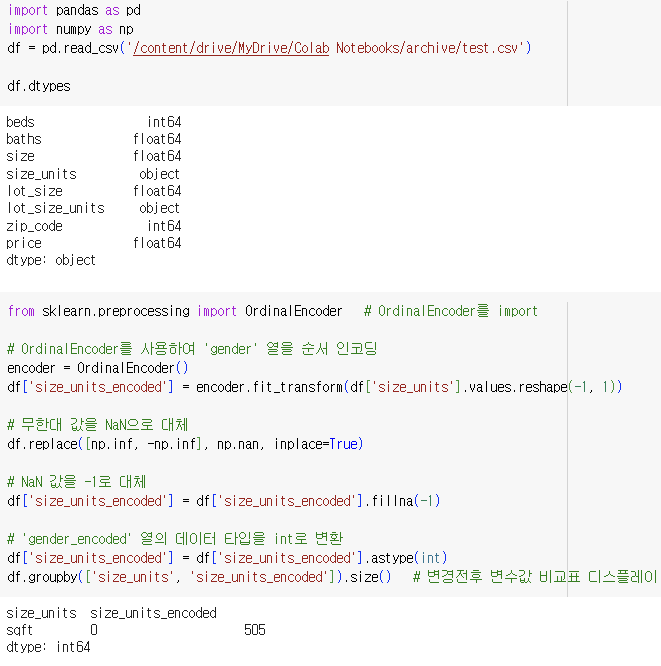 import pandas as pd
import numpy as np
df = pd.read_csv('/content/drive/MyDrive/Colab Notebooks/archive/test.csv')
df.dtypes
beds int64
baths float64
size float64
size_units object
lot_size float64
lot_size_units object
zip_code int64
price float64
dtype: object
from sklearn.preprocessing import OrdinalEncoder # OrdinalEncoder를 import
# OrdinalEncoder를 사용하여 'gender' 열을 순서 인코딩
encoder = OrdinalEncoder()
df['size_units_encoded'] = encoder.fit_transform(df['size_units'].values.reshape(-1, 1))
# 무한대 값을 NaN으로 대체
df.replace([np.inf, -np.inf], np.nan, inplace=True)
# NaN 값을 -1로 대체
df['size_units_encoded'] = df['size_units_encoded'].fillna(-1)
# 'gender_encoded' 열의 데이터 타입을 int로 변환
df['size_units_encoded'] = df['size_units_encoded'].astype(int)
df.groupby(['size_units', 'size_units_encoded']).size() # 변경전후 변수값 비교표 디스플레이
size_units size_units_encoded
sqft 0 505
dtype: int64